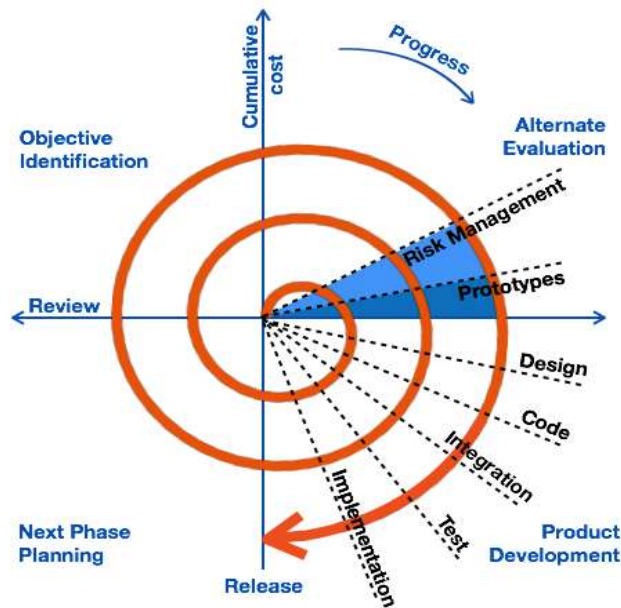 Cumulative
cost
Progress
Objective
Identification
Alternate
Evaluation
Risk Management
Prototypes
Review
Design
Code
Integration
Test
Implementation
Next Phase
Planning
Release
Product
Development